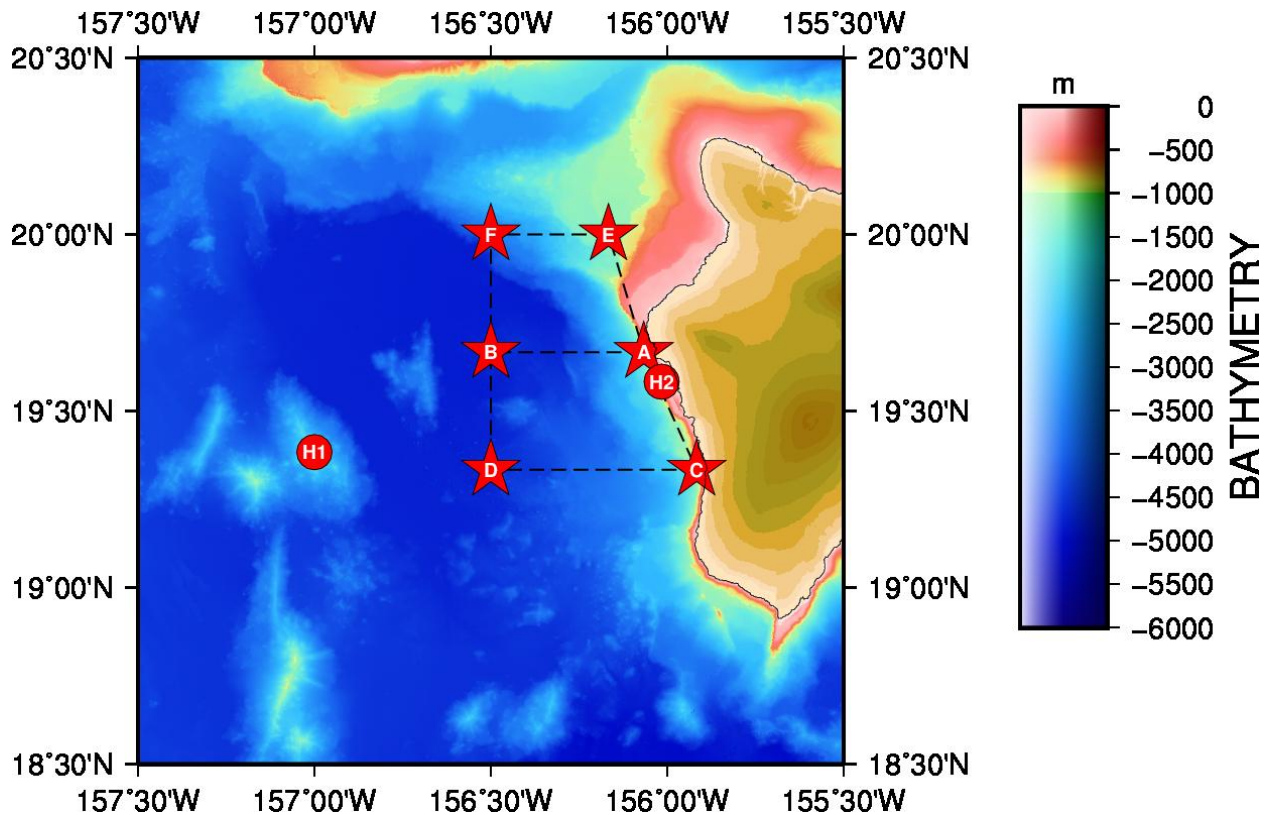 157˚30'W 157˚00'W 156˚30'W 156˚00'W 155˚30'W
20˚30'N 20˚30'N
20˚00'N 20˚00'N
19˚30'N 19˚30'N
19˚00'N 19˚00'N
18˚30'N 18˚30'N
157˚30'W 157˚00'W 156˚30'W 156˚00'W 155˚30'W
F E
B A
H2
H1
D C
m
0
−500
−1000
−1500
−2000
−2500
−3000
−3500
−4000
−4500
−5000
−5500
−6000
BATHYMETRY